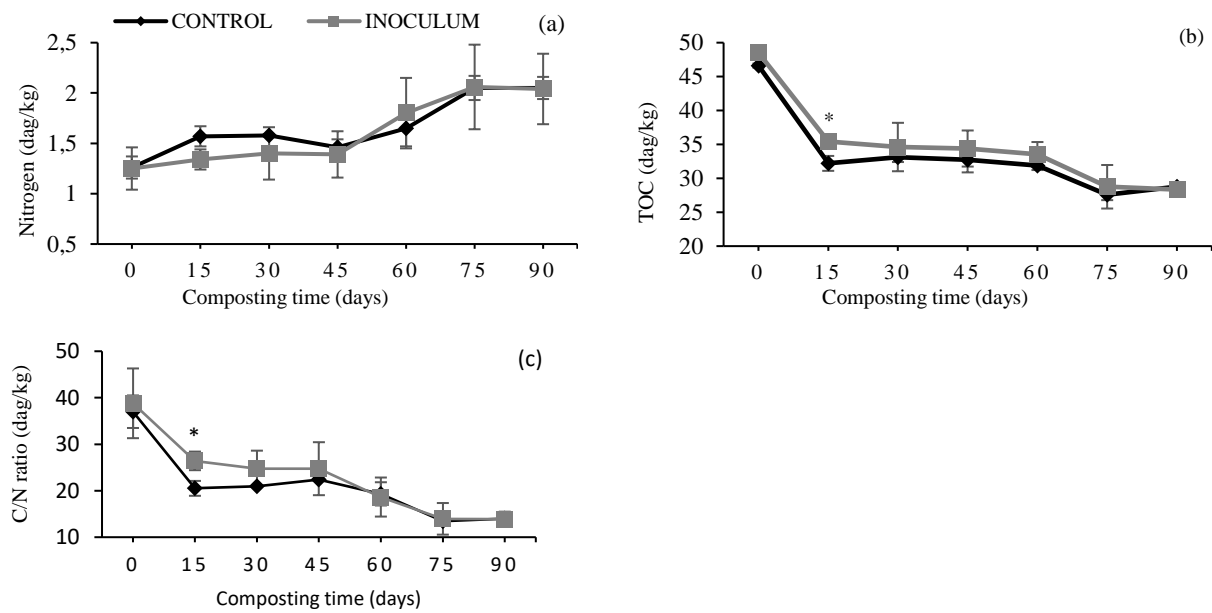 CONTROL INOCULUM
(a)
Nitrogen (dag/kg)
2,5
2
1,5
1
0,5
0 15 30 45 60 75 90
Composting time (days)
(b)
TOC (dag/kg)
50
45
40
35
30
25
20
*
0 15 30 45 60 75 90
Composting time (days)
(c)
C/N ratio (dag/kg)
50
40
30
20
10
*
0 15 30 45 60 75 90
Composting time (days)